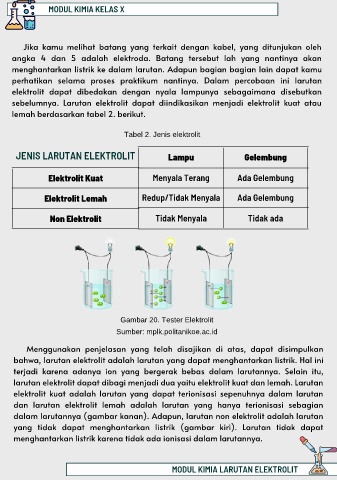 MODUL KIMIA KELAS X
Jika kamu melihat batang yang terkait dengan kabel, yang ditunjukan oleh
angka 4 dan 5 adalah elektroda. Batang tersebut lah yang nantinya akan
menghantarkan listrik ke dalam larutan. Adapun bagian bagian lain dapat kamu
perhatikan selama proses praktikum nantinya. Dalam percobaan ini larutan
elektrolit dapat dibedakan dengan nyala lampunya sebagaimana disebutkan
sebelumnya. Larutan elektrolit dapat diindikasikan menjadi elektrolit kuat atau
lemah berdasarkan tabel 2. berikut.
Tabel 2. Jenis elektrolit
JENIS LARUTAN ELEKTROLIT Lampu Gelembung
Elektrolit Kuat Menyala Terang Ada Gelembung
Elektrolit Lemah Redup/Tidak Menyala Ada Gelembung
Non Elektrolit Tidak Menyala Tidak ada
Gambar 20. Tester Elektrolit
Sumber: mplk.politanikoe.ac.id
Menggunakan penjelasan yang telah disajikan di atas, dapat disimpulkan
bahwa, larutan elektrolit adalah larutan yang dapat menghantarkan listrik. Hal ini
terjadi karena adanya ion yang bergerak bebas dalam larutannya. Selain itu,
larutan elektrolit dapat dibagi menjadi dua yaitu elektrolit kuat dan lemah. Larutan
elektrolit kuat adalah larutan yang dapat terionisasi sepenuhnya dalam larutan
dan larutan elektrolit lemah adalah larutan yang hanya terionisasi sebagian
dalam larutannya (gambar kanan). Adapun, larutan non elektrolit adalah larutan
yang tidak dapat menghantarkan listrik (gambar kiri). Larutan tidak dapat
menghantarkan listrik karena tidak ada ionisasi dalam larutannya.
MODUL KIMIA LARUTAN ELEKTROLIT